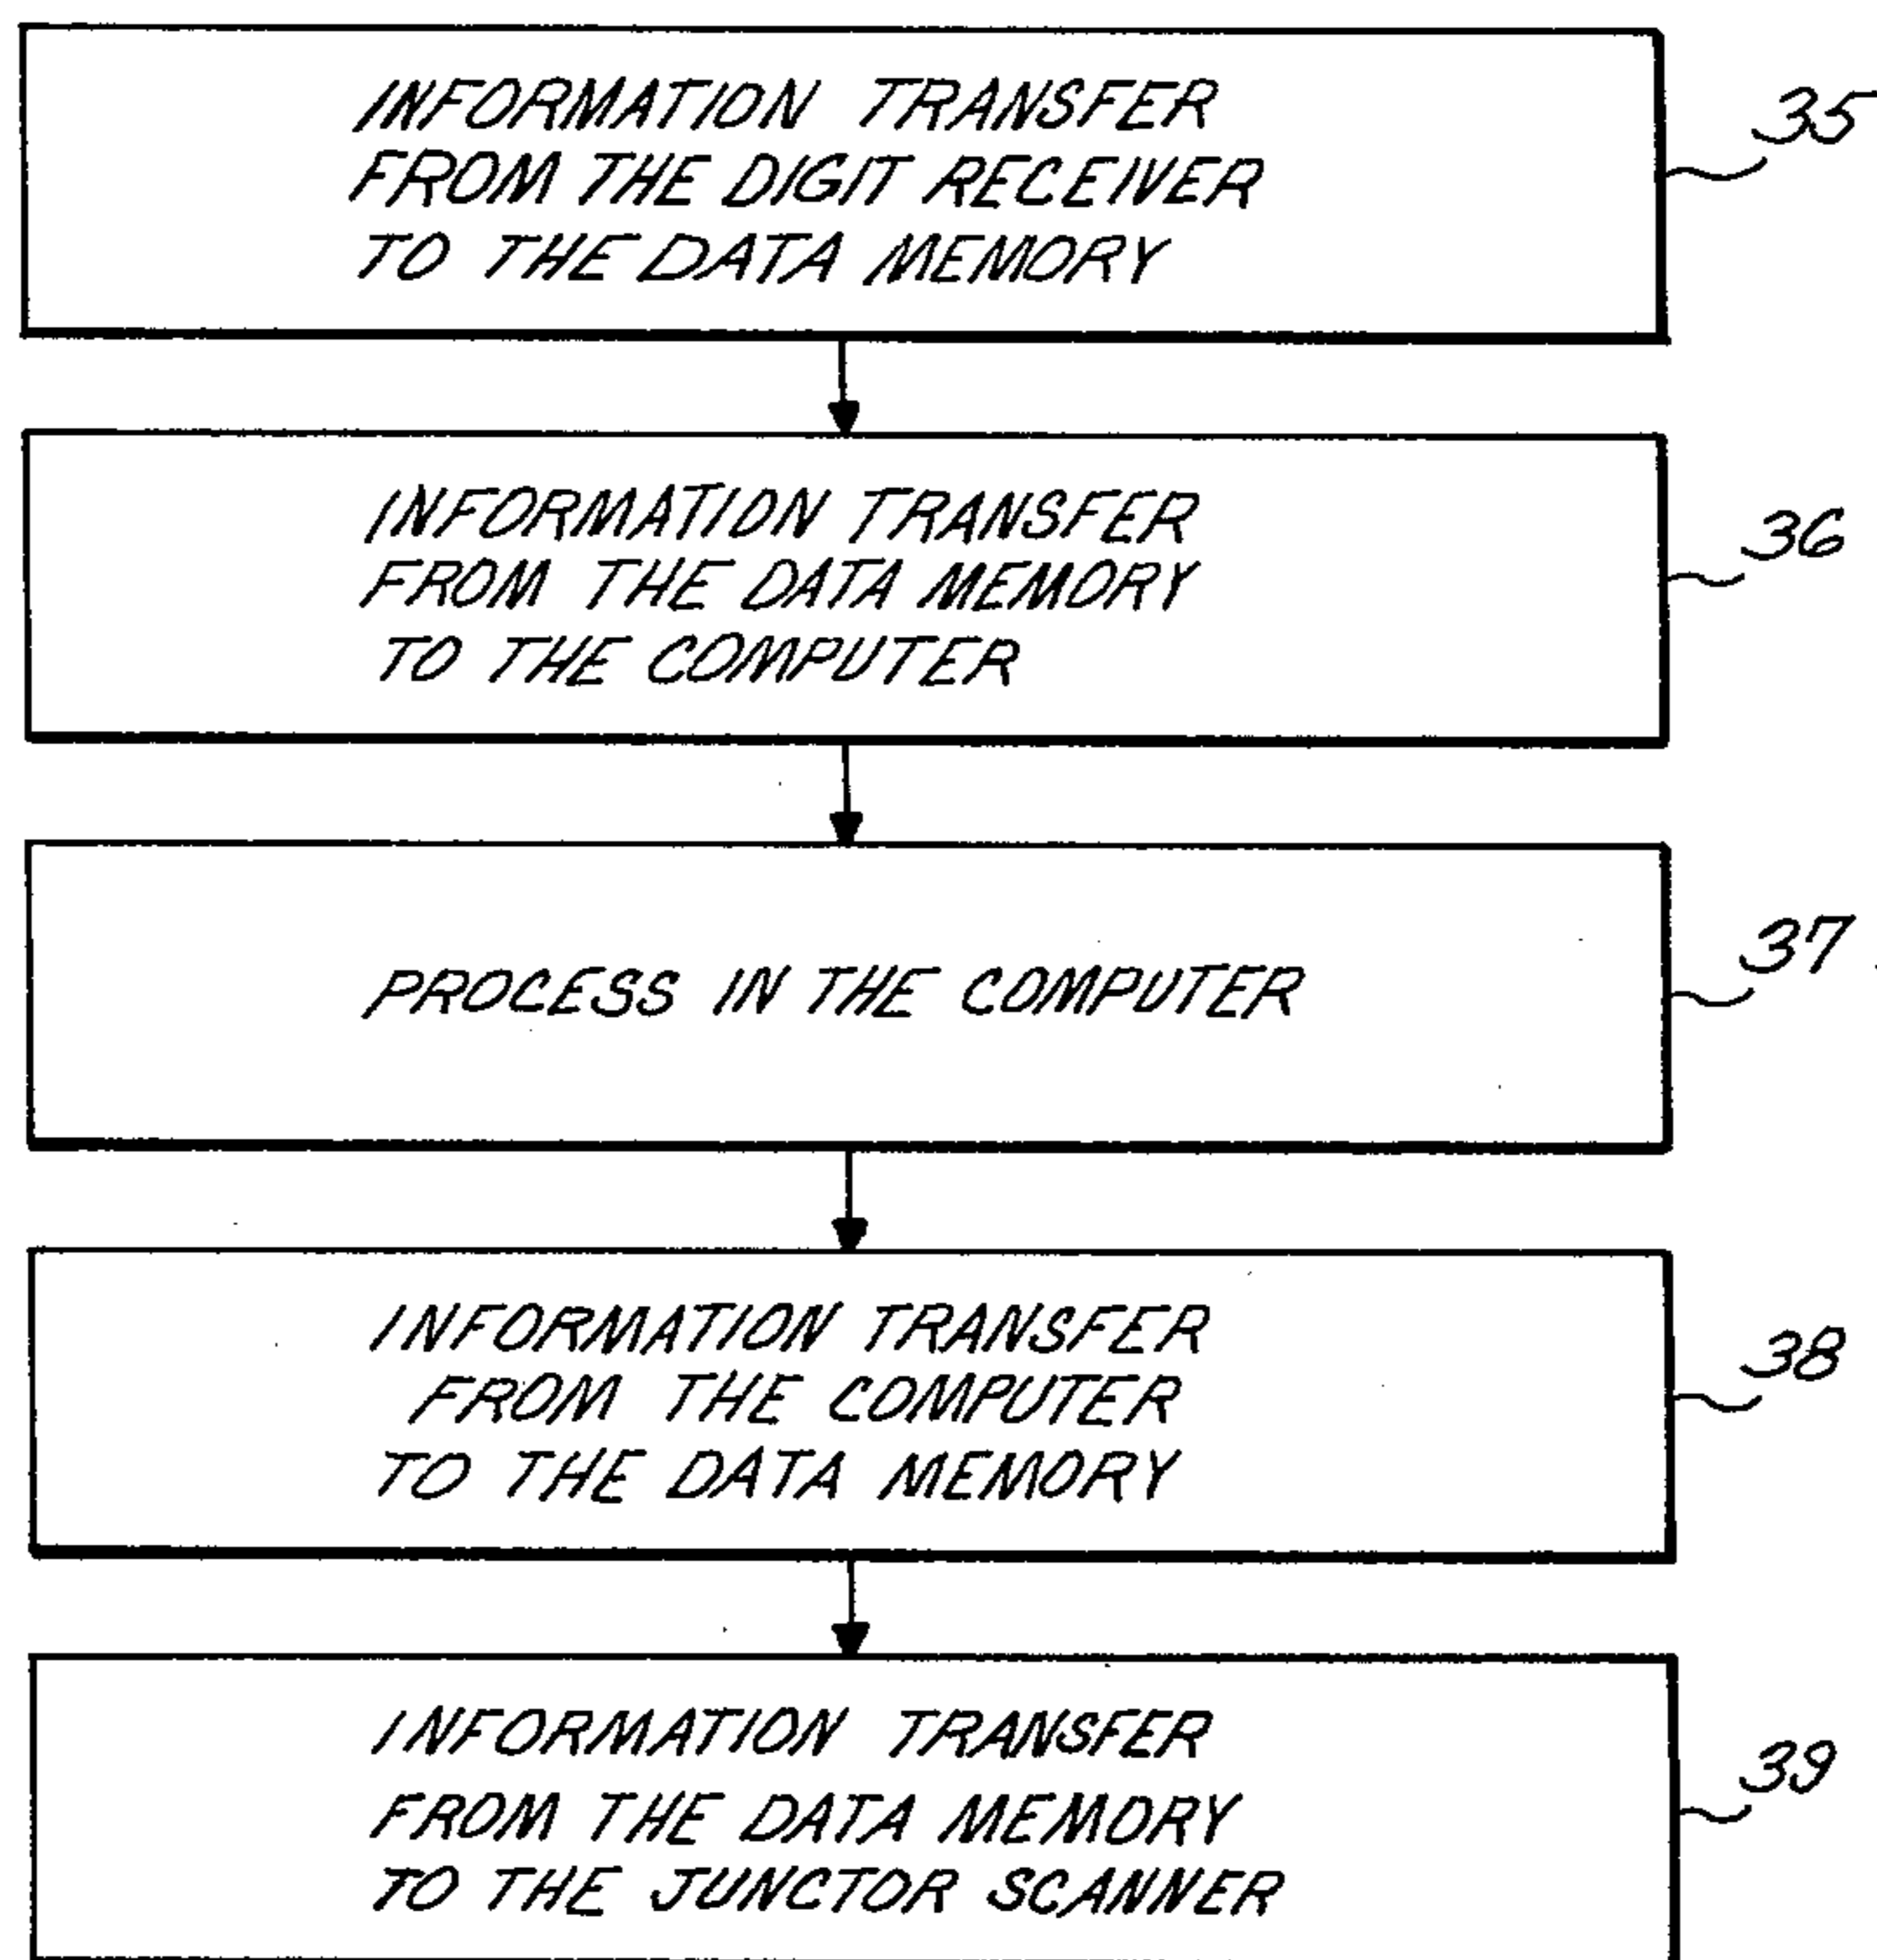 INFORMATION TRANSFER
FROM THE DIGIT RECEIVER
TO THE DATA MEMORY
35
INFORMATION TRANSFER
FROM THE DATA MEMORY
TO THE COMPUTER
36
PROCESS IN THE COMPUTER
37
INFORMATION TRANSFER
FROM THE COMPUTER
TO THE DATA MEMORY
38
INFORMATION TRANSFER
FROM THE DATA MEMORY
TO THE JUNCTOR SCANNER
39